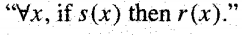 “∀x, if s(x) then r(x).”